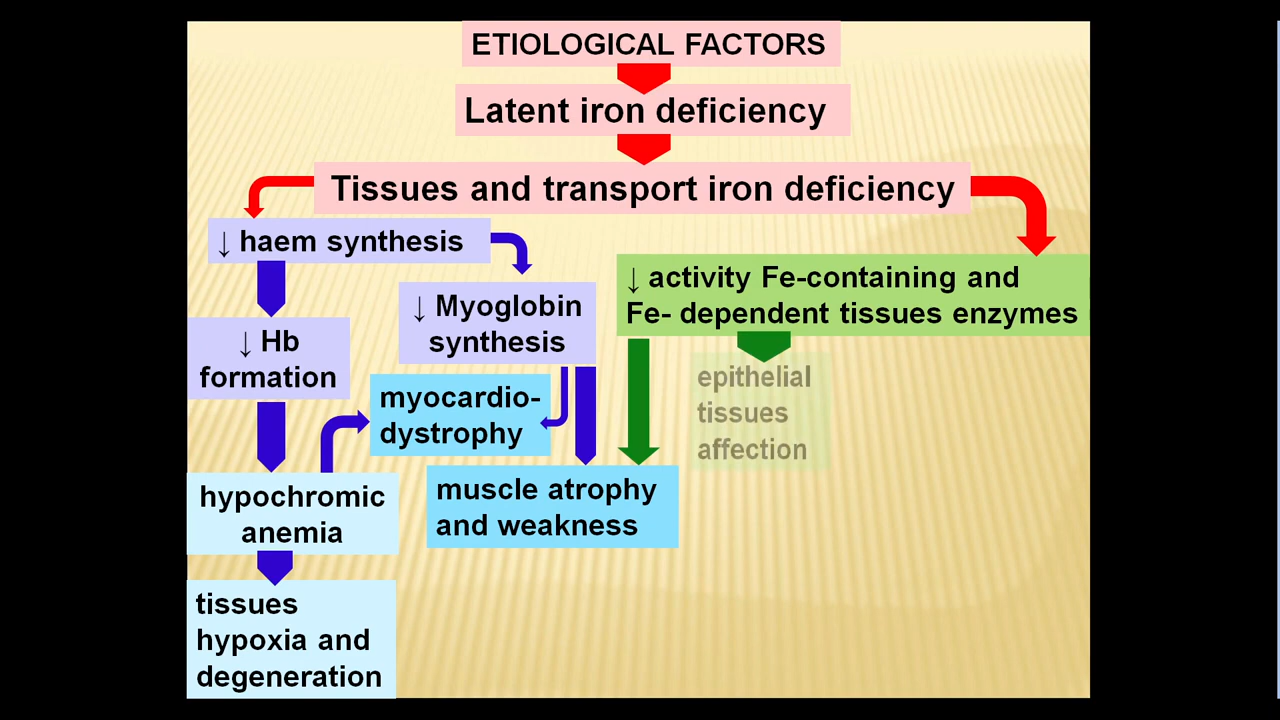 ETIOLOGICAL FACTORS
Latent iron deficiency
Tissues and transport iron deficiency
↓ haem synthesis
↓ activity Fe-containing and
Fe- dependent tissues enzymes
↓ Myoglobin
synthesis
↓ Hb
formation
epithelial
tissues
affection
myocardio-
dystrophy
hypochromic
anemia
muscle atrophy
and weakness
tissues
hypoxia and
degeneration